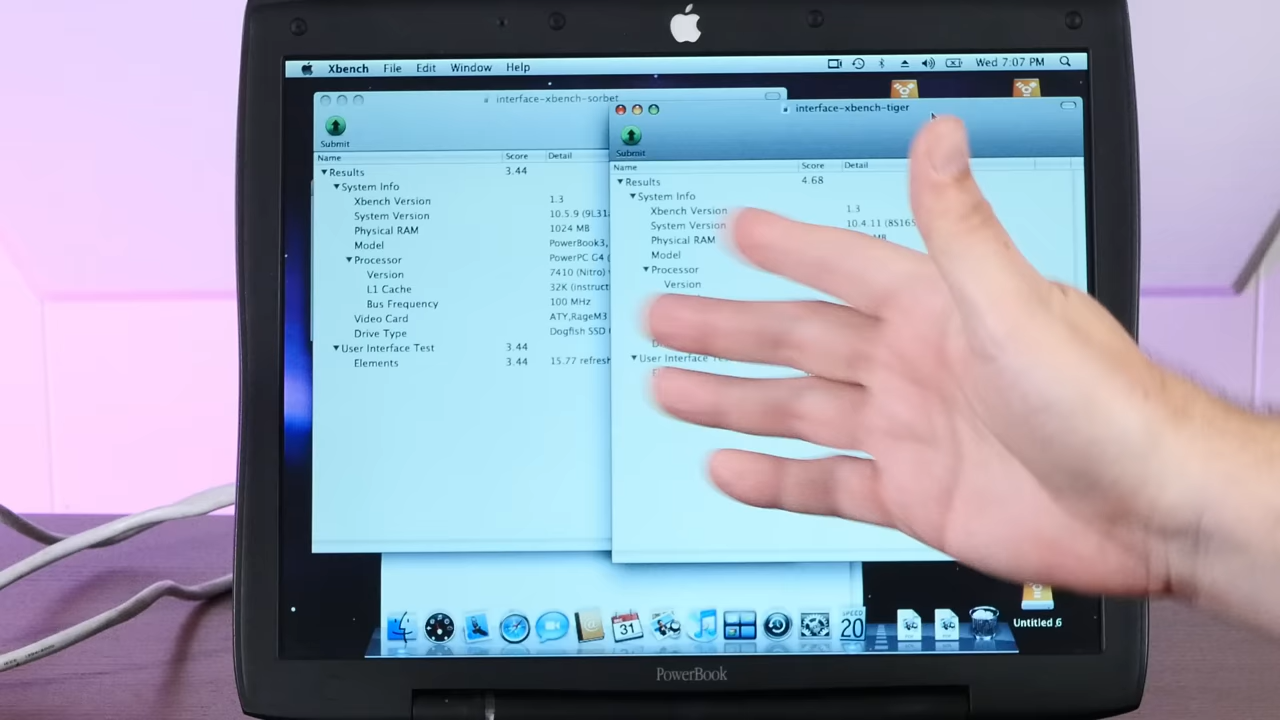 Xbench File Edit Window Help Wed 7:07 PM
interface-xbench-sorbet
Submit
Name Score Detail
Results 3.44
System Info
Xbench Version 1.3
System Version 10.5.9 (9L31
Physical RAM 1024 MB
Model PowerBook3,
Processor PowerPC G4 (
Version 7410 (Nitro)
L1 Cache 32K (instruct
Bus Frequency 100 MHz
Video Card ATY,RageM3
Drive Type Dogfish SSD
User Interface Test 3.44
Elements 3.44 15.77 refresh
interface-xbench-tiger
Submit
Name Score Detail
Results 4.68
System Info
Xbench Version 1.3
System Version 10.4.11 (8S165
Physical RAM MB
Model
Processor
Version
User Interface Tes
31
SPEED
20
Untitled 6
PowerBook